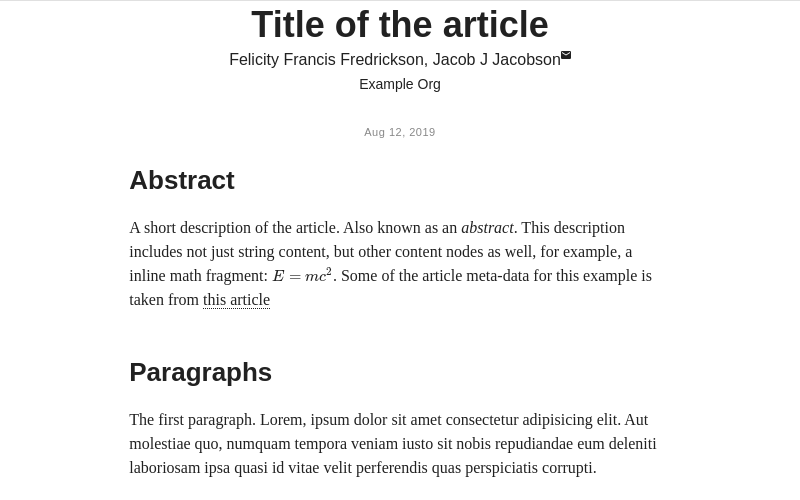 Title of the article
Felicity Francis Fredrickson, Jacob J Jacobson
Example Org
Aug 12, 2019
Abstract
A short description of the article. Also known as an abstract. This description
includes not just string content, but other content nodes as well, for example, a
inline math fragment: E = mc². Some of the article meta-data for this example is
taken from this article
Paragraphs
The first paragraph. Lorem, ipsum dolor sit amet consectetur adipisicing elit. Aut
molestiae quo, numquam tempora veniam iusto sit nobis repudiandae eum deleniti
laboriosam ipsa quasi id vitae velit perferendis quas perspiciatis corrupti.